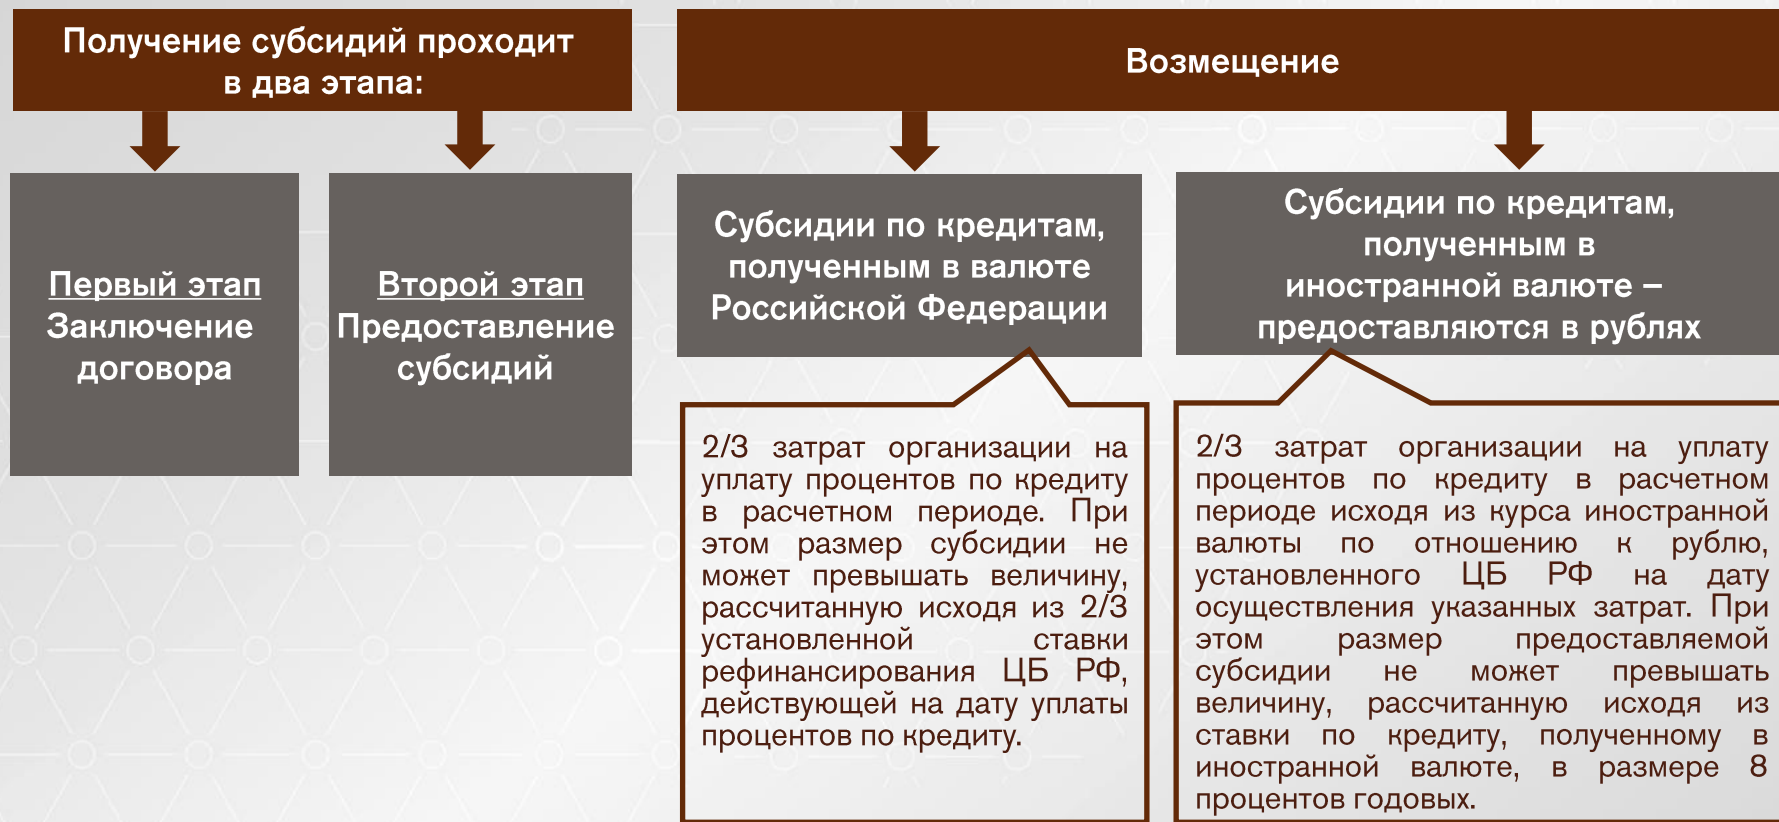 Получение субсидий проходит
в два этапа:
Первый этап
Заключение
договора
Второй этап
Предоставление
субсидий
Возмещение
Субсидии по кредитам,
полученным в валюте
Российской Федерации
2/3 затрат организации на
уплату процентов по кредиту
в расчетном периоде. При
этом размер субсидии не
может превышать величину,
рассчитанную исходя из 2/3
установленной ставки
рефинансирования ЦБ РФ,
действующей на дату уплаты
процентов по кредиту.
Субсидии по кредитам,
полученным в
иностранной валюте –
предоставляются в рублях
2/3 затрат организации на уплату
процентов по кредиту в расчетном
периоде исходя из курса иностранной
валюты по отношению к рублю,
установленного ЦБ РФ на дату
осуществления указанных затрат. При
этом размер предоставляемой
субсидии не может превышать
величину, рассчитанную исходя из
ставки по кредиту, полученному в
иностранной валюте, в размере 8
процентов годовых.